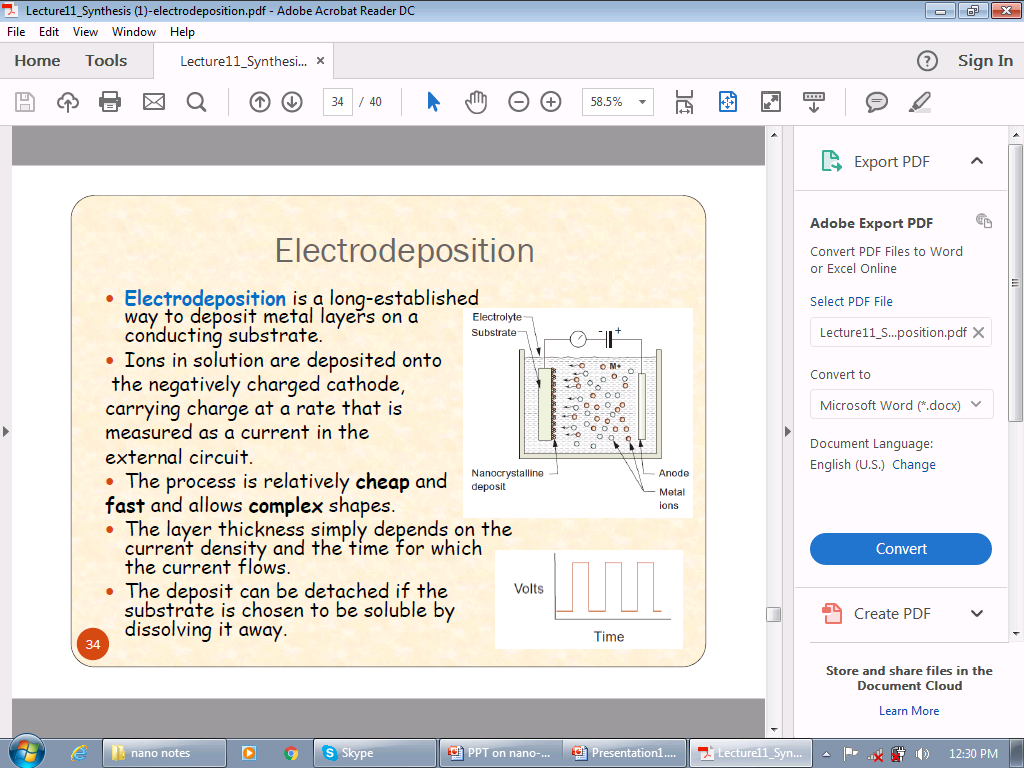 Lecture11_Synthesis (1)-electrodeposition.pdf - Adobe Acrobat Reader DC
File Edit View Window Help
Home Tools Lecture11_Synthesi... × Sign In
34 / 40 58.5%
Electrodeposition
• Electrodeposition is a long-established
way to deposit metal layers on a
conducting substrate.
• Ions in solution are deposited onto
the negatively charged cathode,
carrying charge at a rate that is
measured as a current in the
external circuit.
• The process is relatively cheap and
fast and allows complex shapes.
• The layer thickness simply depends on the
current density and the time for which
the current flows.
• The deposit can be detached if the
substrate is chosen to be soluble by
dissolving it away.
34
Electrolyte
Substrate
- +
M+
Nanocrystalline
deposit
Anode
Metal
ions
Volts
Time
Export PDF
Adobe Export PDF
Convert PDF Files to Word
or Excel Online
Select PDF File
Lecture11_S...position.pdf ×
Convert to
Microsoft Word (*.docx)
Document Language:
English (U.S.) Change
Convert
Create PDF
Store and share files in the
Document Cloud
Learn More
nano notes Skype PPT on nano-... Presentation1.... Lecture11_Syn... 12:30 PM